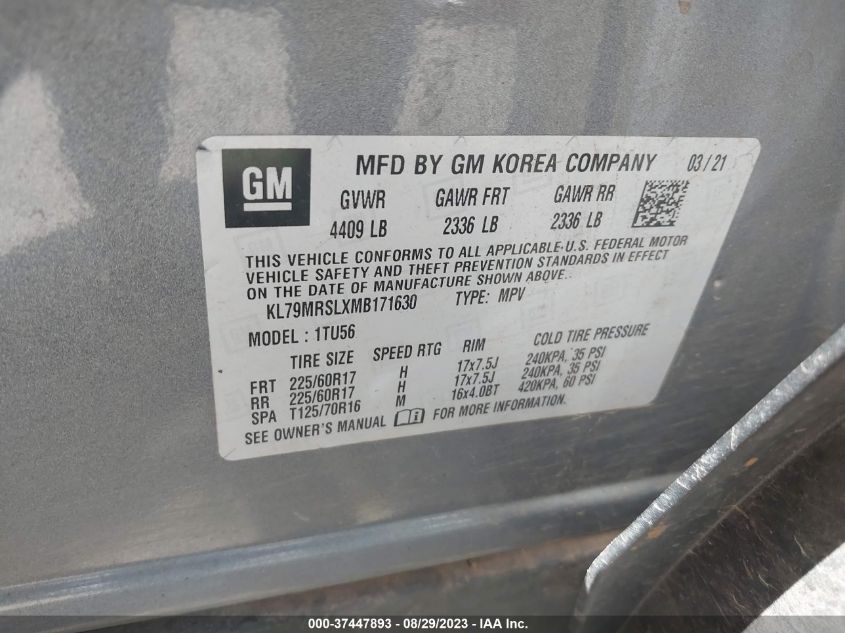 GM
MFD BY GM KOREA COMPANY 03/21
GVWR GAWR FRT GAWR RR
4409 LB 2336 LB 2336 LB
THIS VEHICLE CONFORMS TO ALL APPLICABLE U.S. FEDERAL MOTOR
VEHICLE SAFETY AND THEFT PREVENTION STANDARDS IN EFFECT
ON THE DATE OF MANUFACTURE SHOWN ABOVE.
KL79MRSLXMB171630 TYPE: MPV
MODEL: 1TU56
TIRE SIZE SPEED RTG RIM COLD TIRE PRESSURE
FRT 225/60R17 H 17x7.5J 240KPA, 35 PSI
RR 225/60R17 H 17x7.5J 240KPA, 35 PSI
SPA T125/70R16 M 16x4.0BT 420KPA, 60 PSI
SEE OWNER'S MANUAL FOR MORE INFORMATION.
000-37447893 - 08/29/2023 - IAA Inc.